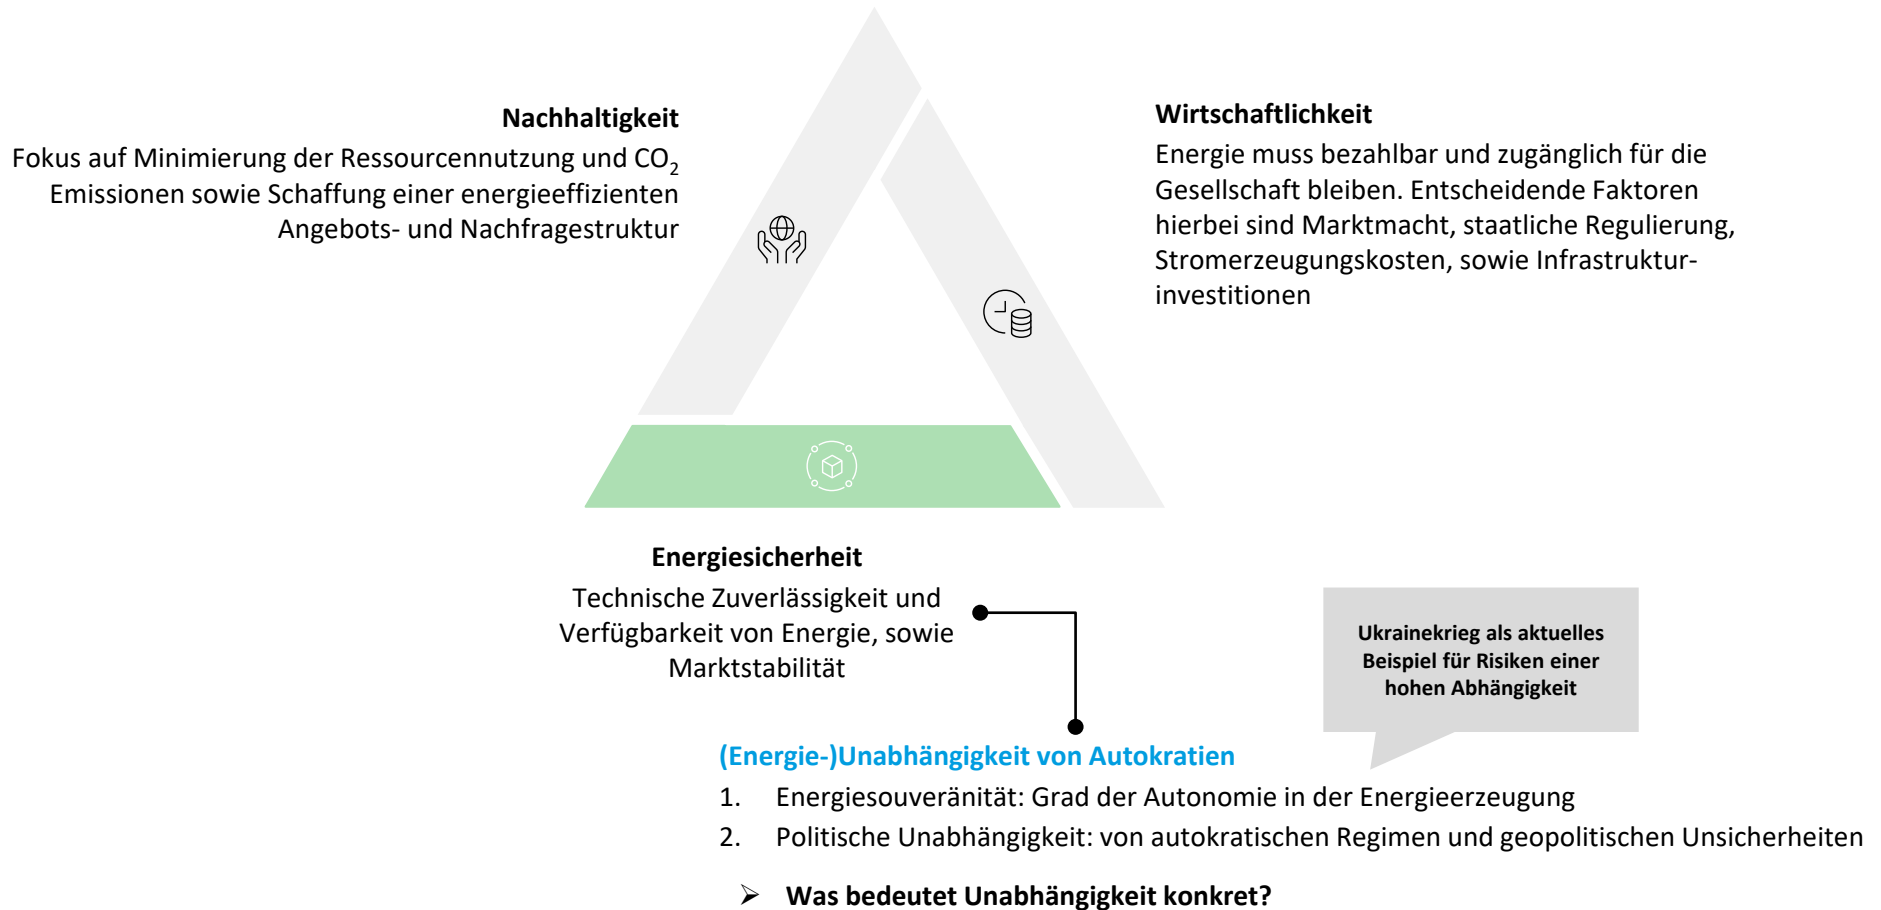 Nachhaltigkeit
Fokus auf Minimierung der Ressourcennutzung und CO₂
Emissionen sowie Schaffung einer energieeffizienten
Angebots- und Nachfragestruktur
Wirtschaftlichkeit
Energie muss bezahlbar und zugänglich für die
Gesellschaft bleiben. Entscheidende Faktoren
hierbei sind Marktmacht, staatliche Regulierung,
Stromerzeugungskosten, sowie Infrastruktur-
investitionen
Energiesicherheit
Technische Zuverlässigkeit und
Verfügbarkeit von Energie, sowie
Marktstabilität
Ukrainekrieg als aktuelles
Beispiel für Risiken einer
hohen Abhängigkeit
(Energie-)Unabhängigkeit von Autokratien
1. Energiesouveränität: Grad der Autonomie in der Energieerzeugung
2. Politische Unabhängigkeit: von autokratischen Regimen und geopolitischen Unsicherheiten
➢ Was bedeutet Unabhängigkeit konkret?